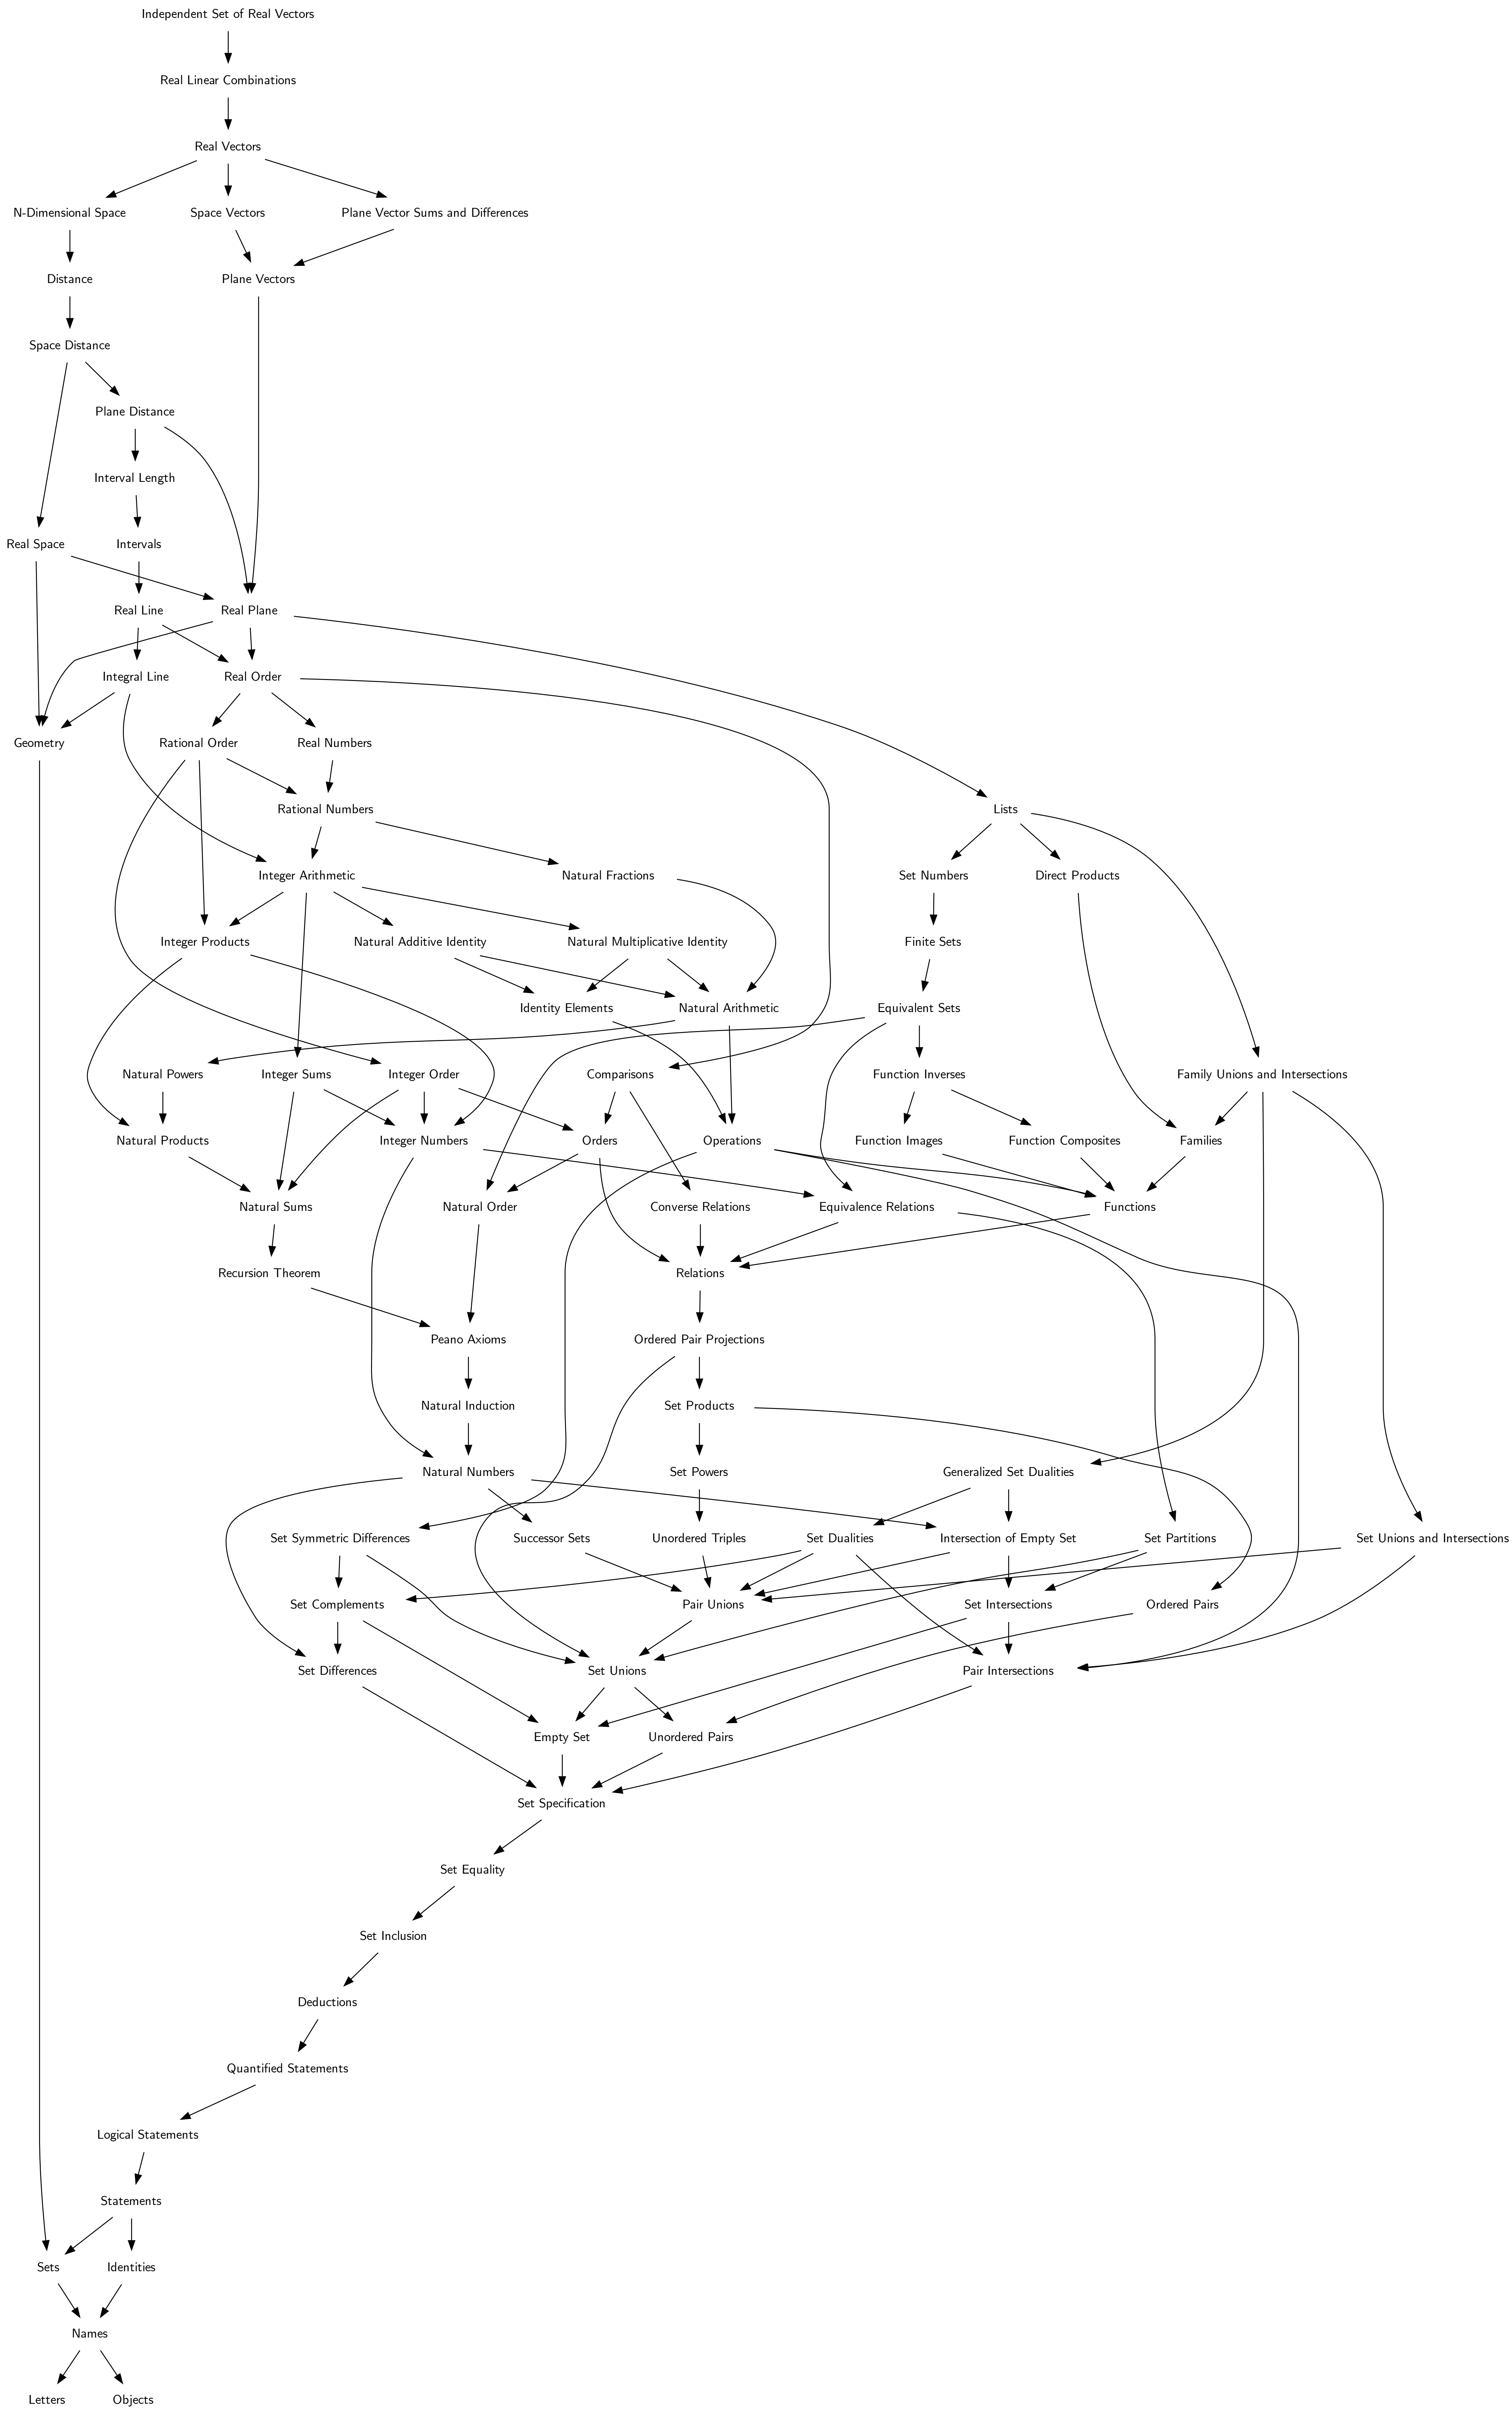 Independent Set of Real Vectors
Real Linear Combinations
Real Vectors
N-Dimensional Space
Space Vectors
Plane Vector Sums and Differences
Distance
Plane Vectors
Space Distance
Plane Distance
Interval Length
Real Space
Intervals
Real Line
Real Plane
Integral Line
Real Order
Geometry
Rational Order
Real Numbers
Rational Numbers
Lists
Integer Arithmetic
Natural Fractions
Set Numbers
Direct Products
Integer Products
Natural Additive Identity
Natural Multiplicative Identity
Finite Sets
Identity Elements
Natural Arithmetic
Equivalent Sets
Natural Powers
Integer Sums
Integer Order
Comparisons
Function Inverses
Family Unions and Intersections
Natural Products
Integer Numbers
Orders
Operations
Function Images
Function Composites
Families
Natural Sums
Natural Order
Converse Relations
Equivalence Relations
Functions
Recursion Theorem
Relations
Peano Axioms
Ordered Pair Projections
Natural Induction
Set Products
Natural Numbers
Set Powers
Generalized Set Dualities
Set Symmetric Differences
Successor Sets
Unordered Triples
Set Dualities
Intersection of Empty Set
Set Partitions
Set Unions and Intersections
Set Complements
Pair Unions
Set Intersections
Ordered Pairs
Set Differences
Set Unions
Pair Intersections
Empty Set
Unordered Pairs
Set Specification
Set Equality
Set Inclusion
Deductions
Quantified Statements
Logical Statements
Statements
Sets
Identities
Names
Letters
Objects